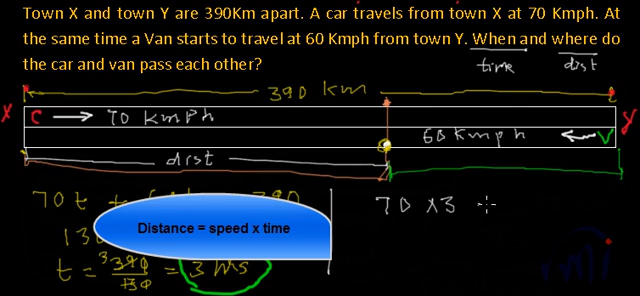 Town X and town Y are 390Km apart. A car travels from town X at 70 Kmph. At
the same time a Van starts to travel at 60 Kmph from town Y. When and where do
the car and van pass each other?
time dist
390 km
X C → 70 kmph Y
60 kmph ← V
dist
70t + 390
Distance = speed x time
13
t = 390/130 = 3 hrs
70 x 3